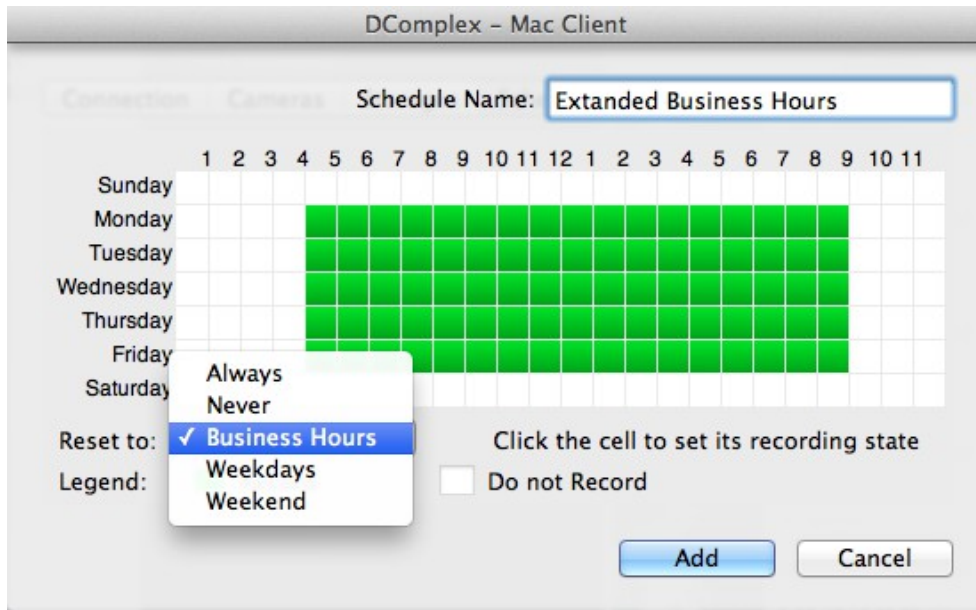 DComplex – Mac Client
Connection Cameras
Schedule Name: Extanded Business Hours
1 2 3 4 5 6 7 8 9 10 11 12 1 2 3 4 5 6 7 8 9 10 11
Sunday
Monday
Tuesday
Wednesday
Thursday
Friday
Saturday
Always
Never
Reset to: ✓ Business Hours Click the cell to set its recording state
Weekdays
Legend: Do not Record
Weekend
Add Cancel